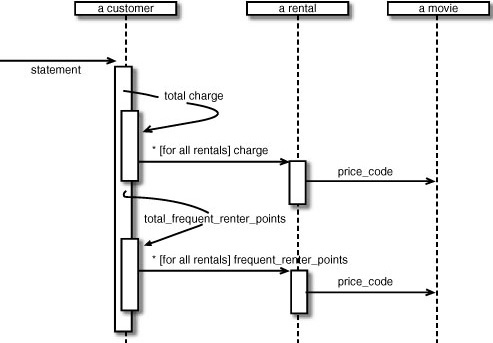 a customer
a rental
a movie
statement
total charge
* [for all rentals] charge
price_code
total_frequent_renter_points
* [for all rentals] frequent_renter_points
price_code